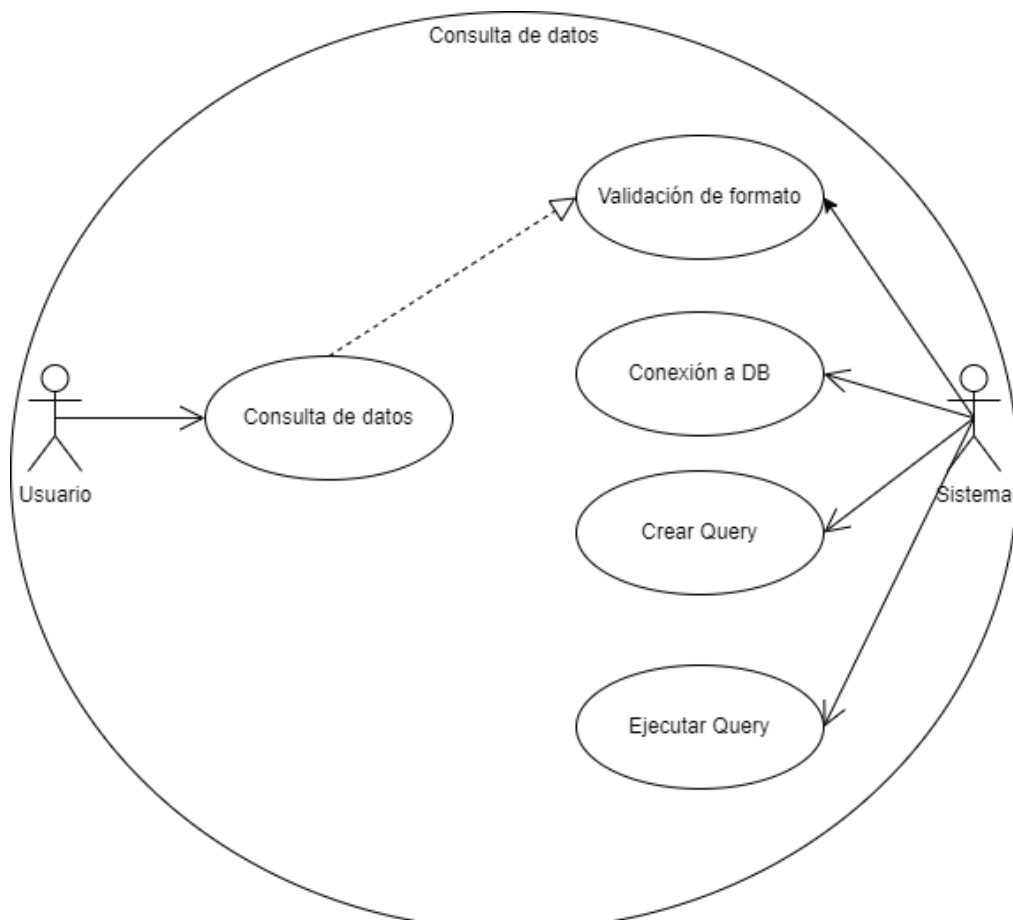 Consulta de datos
Validación de formato
Conexión a DB
Consulta de datos
Usuario
Sistema
Crear Query
Ejecutar Query